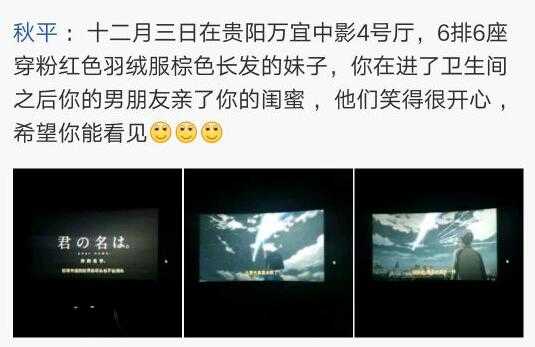 秋平 ：十二月三日在贵阳万宜中影4号厅，6排6座
穿粉红色羽绒服棕色长发的妹子，你在进了卫生间
之后你的男朋友亲了你的闺蜜 ，他们笑得很开心 ，
希望你能看见
君の名は。
your name.